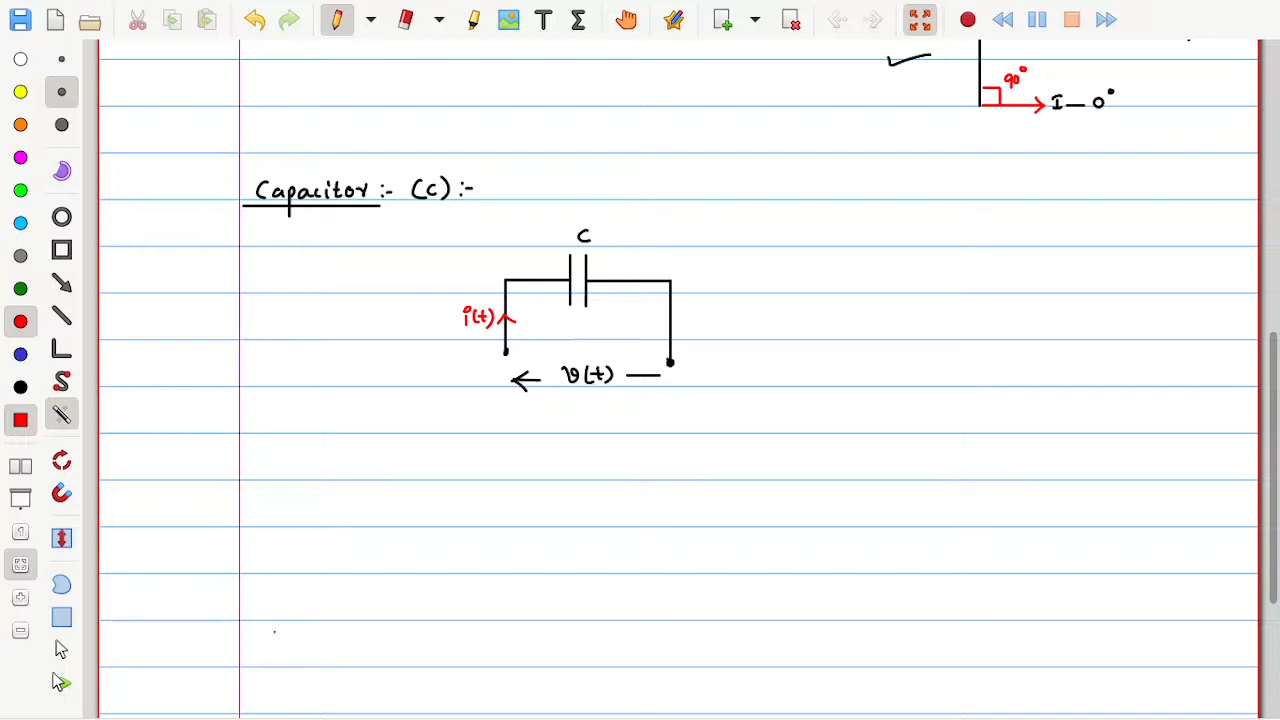 90°
I — 0°
Capacitor :- (C) :-
C
i(t)
v(t)